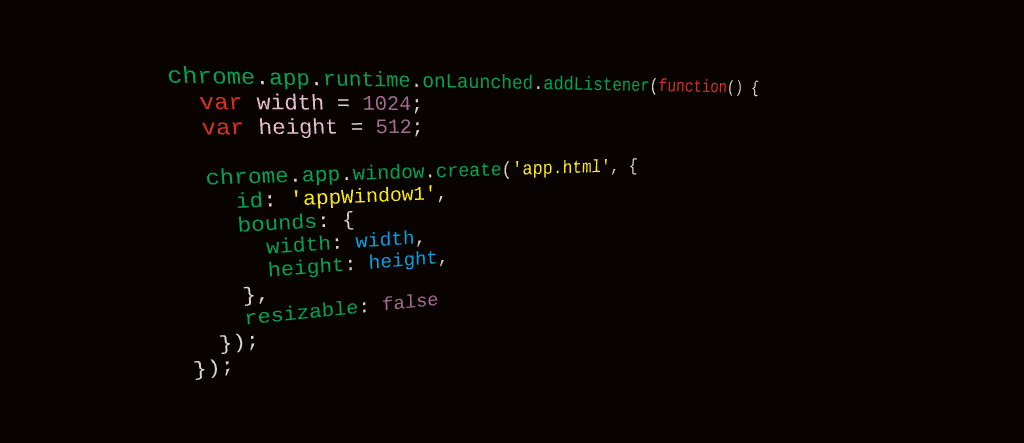 chrome.app.runtime.onLaunched.addListener(function() {
  var width = 1024;
  var height = 512;

  chrome.app.window.create('app.html', {
    id: 'appWindow1',
    bounds: {
      width: width,
      height: height,
    },
    resizable: false
  });
});